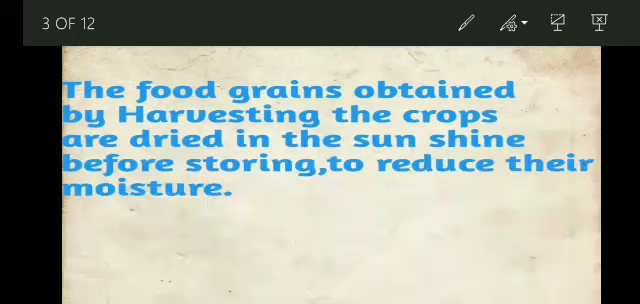 3 OF 12
The food grains obtained
by Harvesting the crops
are dried in the sun shine
before storing,to reduce their
moisture.